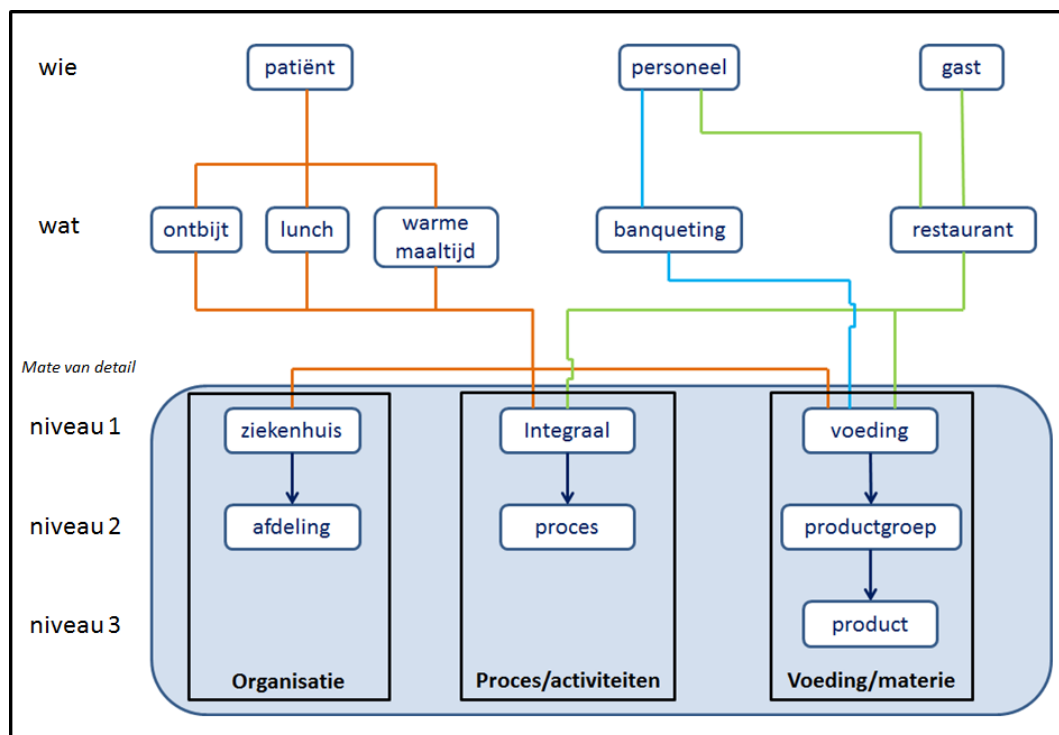 wie
patiënt
personeel
gast
wat
ontbijt
lunch
warme
maaltijd
banqueting
restaurant
Mate van detail
niveau 1
ziekenhuis
Integraal
voeding
niveau 2
afdeling
proces
productgroep
niveau 3
product
Organisatie
Proces/activiteiten
Voeding/materie